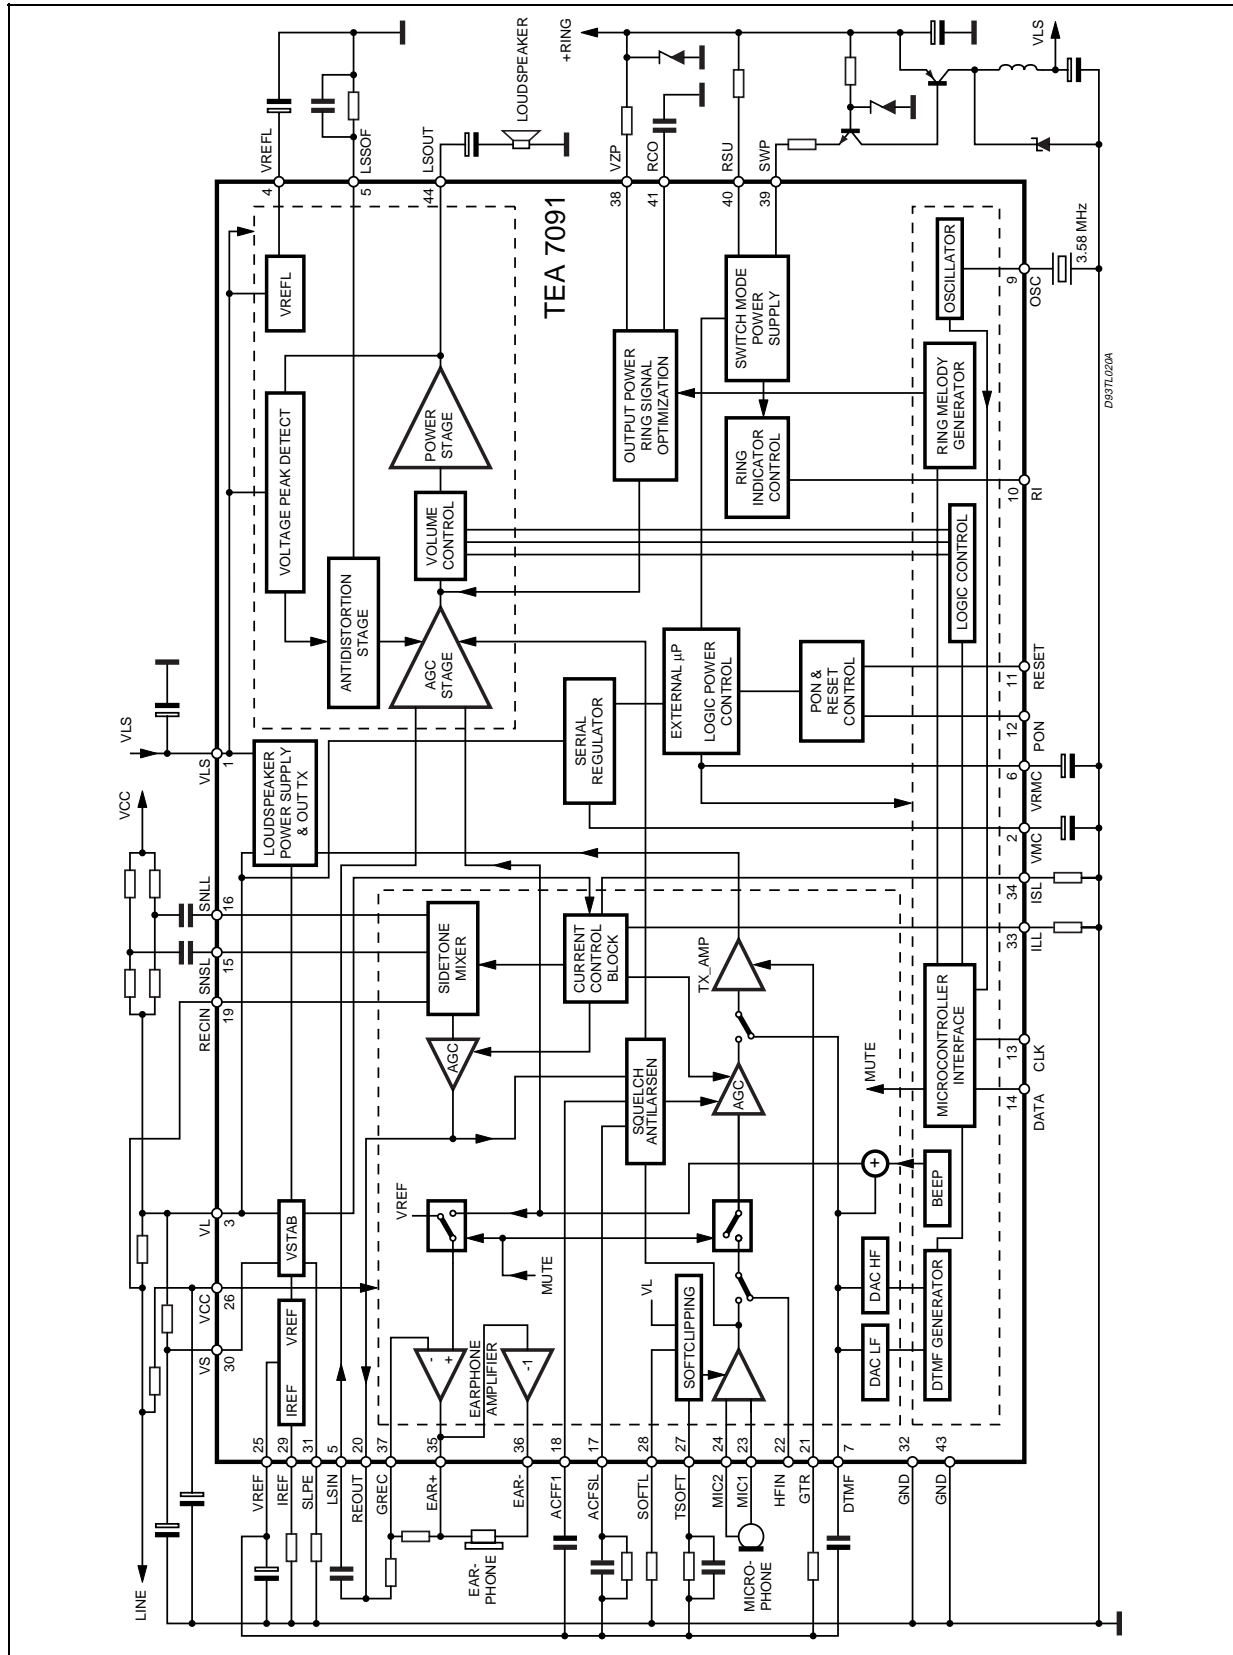 LINE
VCC
VLS
VREF
25
IREF
29
SLPE
31
LSIN
5
REOUT
20
GREC
37
EAR+
35
EAR-
36
ACFF1
18
ACFSL
17
SOFTL
28
TSOFT
27
MIC2
24
MIC1
23
HFIN
22
GTR
21
DTMF
7
GND
32
GND
43
EAR-
PHONE
MICRO-
PHONE
VS
30
VCC
26
VL
3
RECIN
19
SNSL
15
SNLL
16
VLS
1
IREF
VREF
VSTAB
LOUDSPEAKER
POWER SUPPLY
& OUT TX
EARPHONE
AMPLIFIER
-
+
-1
VREF
MUTE
VL
SOFTCLIPPING
AGC
SIDETONE
MIXER
CURRENT
CONTROL
BLOCK
SQUELCH
ANTILARSEN
AGC
TX_AMP
+
MUTE
DAC LF
DAC HF
DTMF GENERATOR
BEEP
MICROCONTROLLER
INTERFACE
SERIAL
REGULATOR
EXTERNAL µP
LOGIC POWER
CONTROL
PON &
RESET
CONTROL
LOGIC CONTROL
RING MELODY
GENERATOR
OSCILLATOR
ANTIDISTORTION
STAGE
AGC
STAGE
VOLUME
CONTROL
POWER
STAGE
VOLTAGE PEAK DETECT
VREFL
TEA 7091
OUTPUT POWER
RING SIGNAL
OPTIMIZATION
RING
INDICATOR
CONTROL
SWITCH MODE
POWER
SUPPLY
4
VREFL
5
LSSOF
44
LSOUT
LOUDSPEAKER
38
VZP
41
RCO
40
RSU
39
SWP
+RING
VLS
14
DATA
13
CLK
33
ILL
34
ISL
2
VMC
6
VRMC
12
PON
11
RESET
10
RI
9
OSC
3.58 MHz
D93TL020A